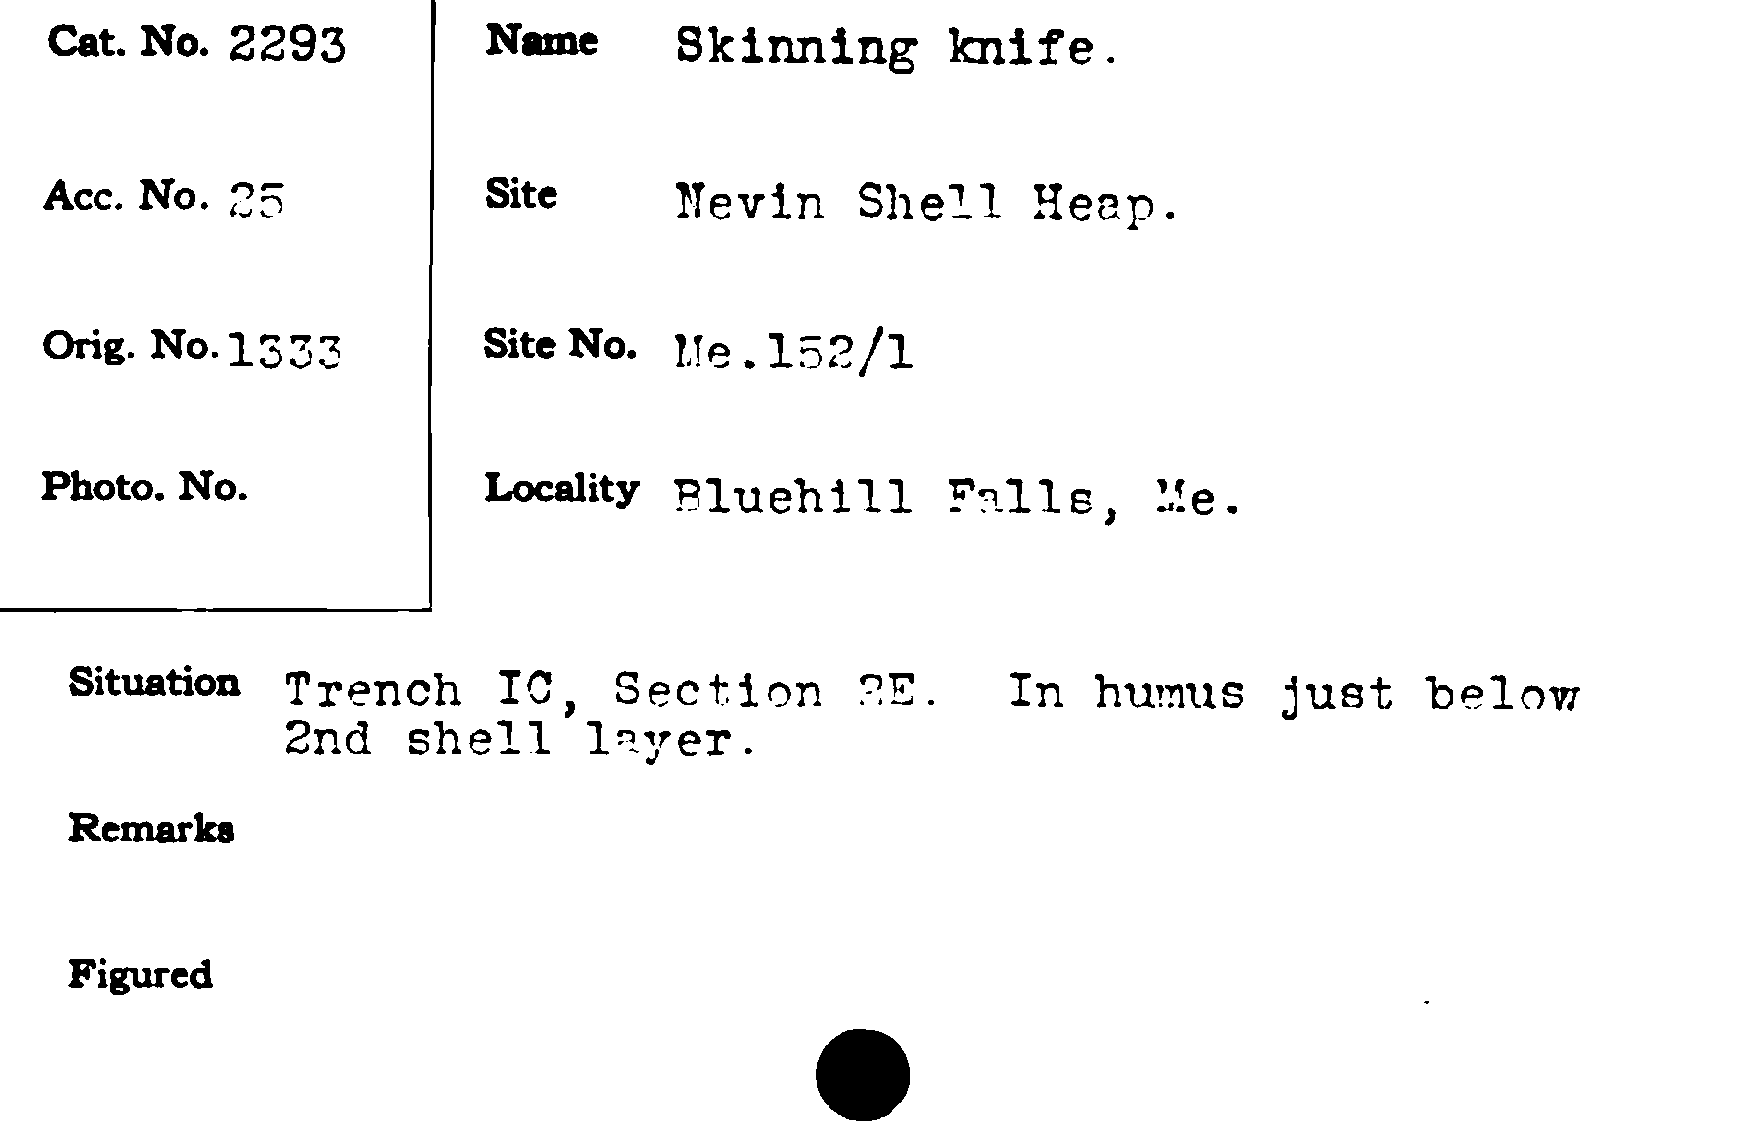 Cat. No. 2293
Name Skinning knife.
Acc. No. 25
Site Nevin Shell Heap.
Orig. No. 1333
Site No. Me.152/1
Photo. No.
Locality Bluehill Falls, Me.
Situation Trench IC, Section 2E. In humus just below
2nd shell layer.
Remarks
Figured